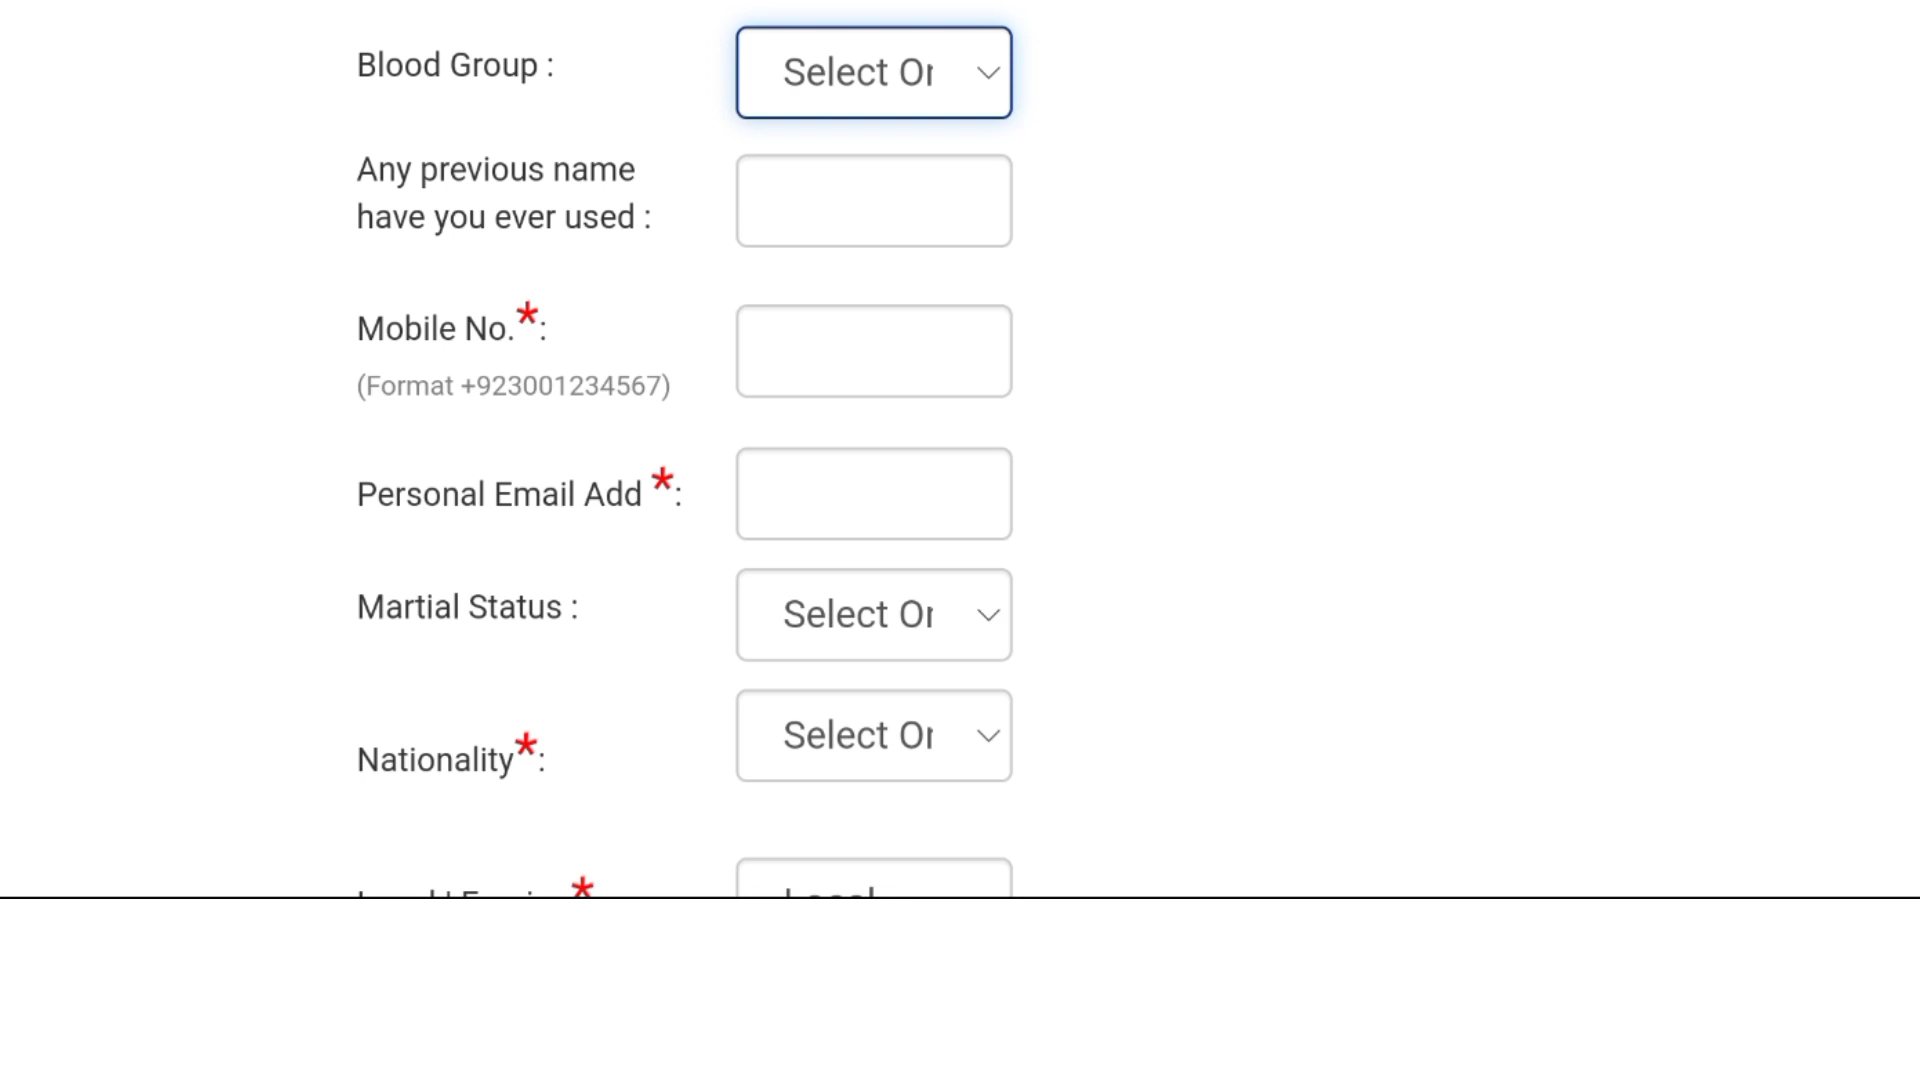 Blood Group :
Select Or
Any previous name
have you ever used :
Mobile No.*:
(Format +923001234567)
Personal Email Add *:
Martial Status :
Select Or
Nationality*:
Select Or
*